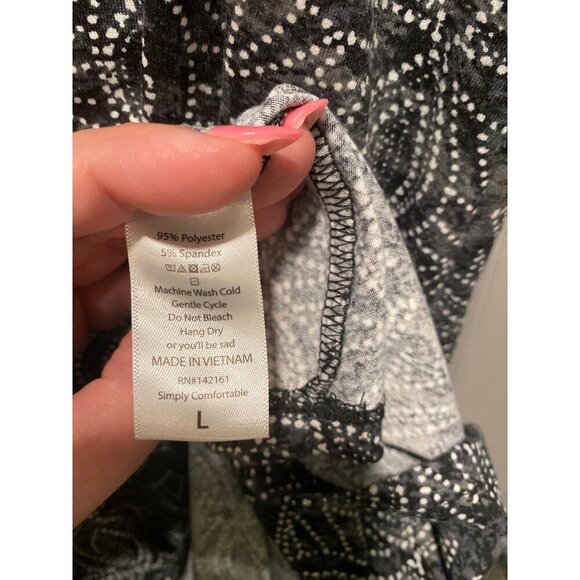 95% Polyester
5% Spandex
Machine Wash Cold
Gentle Cycle
Do Not Bleach
Hang Dry
or you'll be sad
MADE IN VIETNAM
RN#142161
Simply Comfortable
L